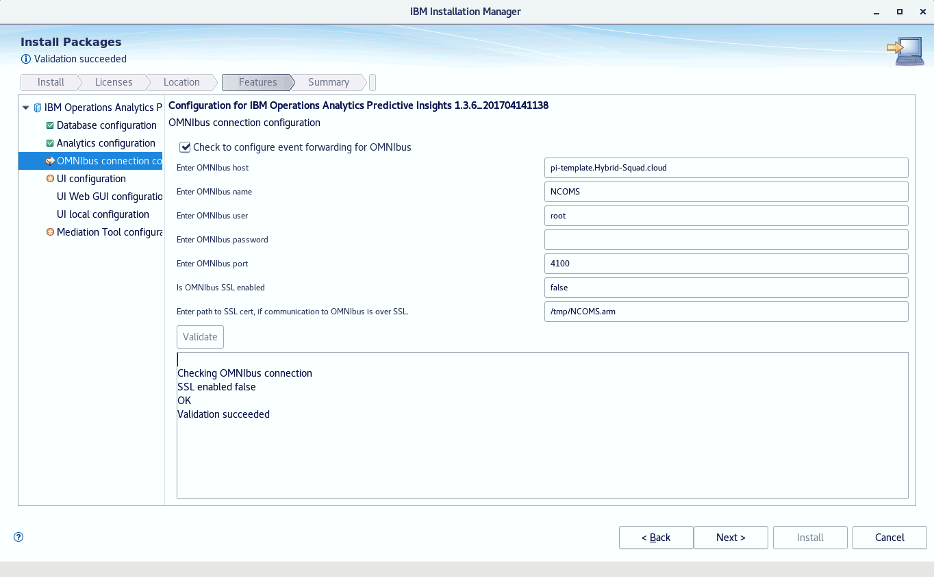 IBM Installation Manager
Install Packages
Validation succeeded
Install Licenses Location Features Summary
IBM Operations Analytics P
Database configuration
Analytics configuration
OMNIbus connection co
UI configuration
UI Web GUI configuratio
UI local configuration
Mediation Tool configura
Configuration for IBM Operations Analytics Predictive Insights 1.3.6_201704141138
OMNIbus connection configuration
Check to configure event forwarding for OMNIbus
Enter OMNIbus host pi-template.Hybrid-Squad.cloud
Enter OMNIbus name NCOMS
Enter OMNIbus user root
Enter OMNIbus password
Enter OMNIbus port 4100
Is OMNIbus SSL enabled false
Enter path to SSL cert, if communication to OMNIbus is over SSL. /tmp/NCOMS.arm
Validate
Checking OMNIbus connection
SSL enabled false
OK
Validation succeeded
? < Back Next > Install Cancel